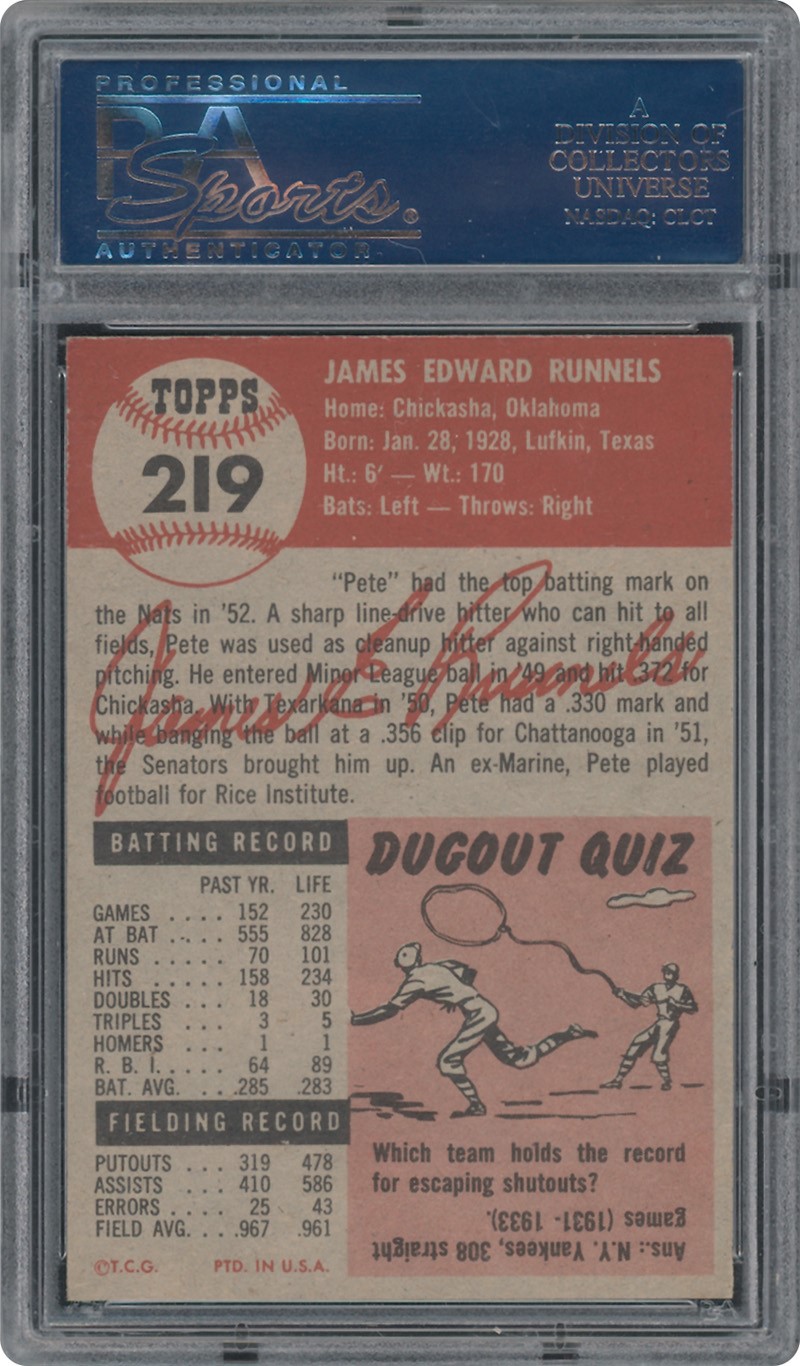 PROFESSIONAL
PSA
Sports®
AUTHENTICATOR
A
DIVISION OF
COLLECTORS
UNIVERSE
NASDAQ: CLCT
TOPPS
219
JAMES EDWARD RUNNELS
Home: Chickasha, Oklahoma
Born: Jan. 28, 1928, Lufkin, Texas
Ht.: 6' — Wt.: 170
Bats: Left — Throws: Right
"Pete" had the top batting mark on
the Nats in '52. A sharp line-drive hitter who can hit to all
fields, Pete was used as cleanup hitter against right-handed
pitching. He entered Minor League ball in '49 and hit .372 for
Chickasha. With Texarkana in '50, Pete had a .330 mark and
while banging the ball at a .356 clip for Chattanooga in '51,
the Senators brought him up. An ex-Marine, Pete played
football for Rice Institute.
James E Runnels
BATTING RECORD
PAST YR. LIFE
GAMES .... 152 230
AT BAT ..... 555 828
RUNS ..... 70 101
HITS ..... 158 234
DOUBLES ... 18 30
TRIPLES ... 3 5
HOMERS ... 1 1
R. B. I. .... 64 89
BAT. AVG. ... .285 .283
FIELDING RECORD
PUTOUTS ... 319 478
ASSISTS ... 410 586
ERRORS .... 25 43
FIELD AVG. ... .967 .961
©T.C.G. PTD. IN U.S.A.
DUGOUT QUIZ
Which team holds the record
for escaping shutouts?
Ans.: N.Y. Yankees, 308 straight
games (1931-1933).